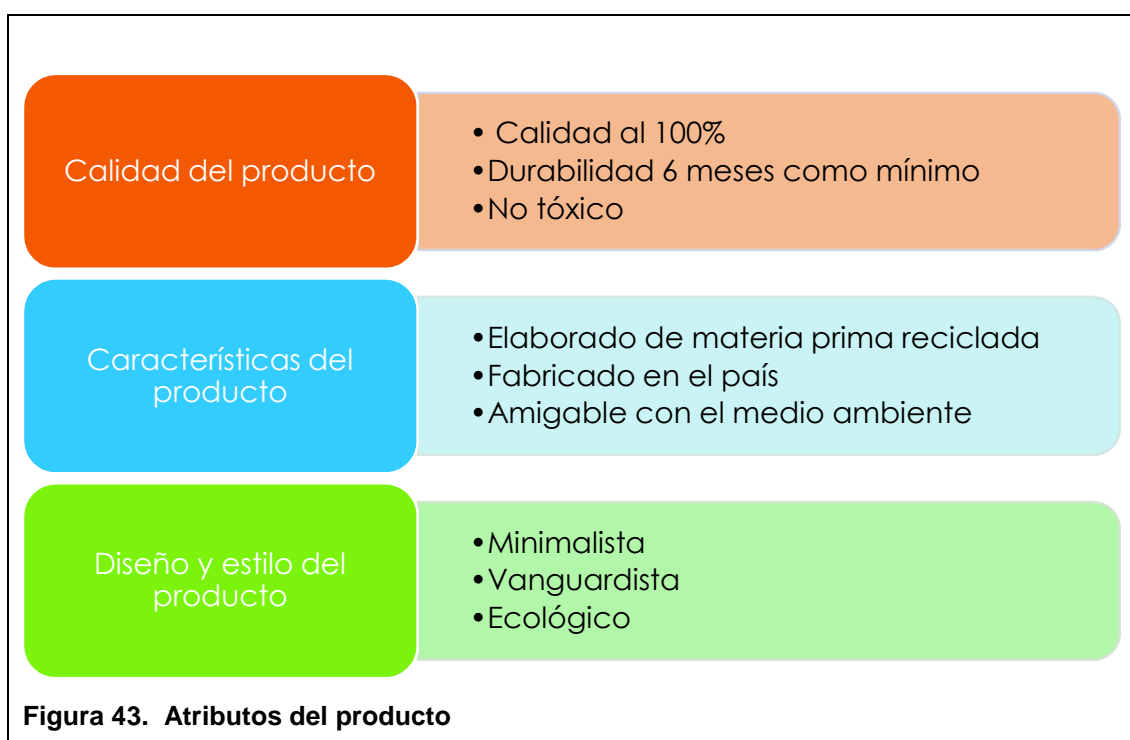 Calidad del producto
• Calidad al 100%
•Durabilidad 6 meses como mínimo
•No tóxico
Características del
producto
•Elaborado de materia prima reciclada
•Fabricado en el país
•Amigable con el medio ambiente
Diseño y estilo del
producto
•Minimalista
•Vanguardista
•Ecológico
Figura 43. Atributos del producto